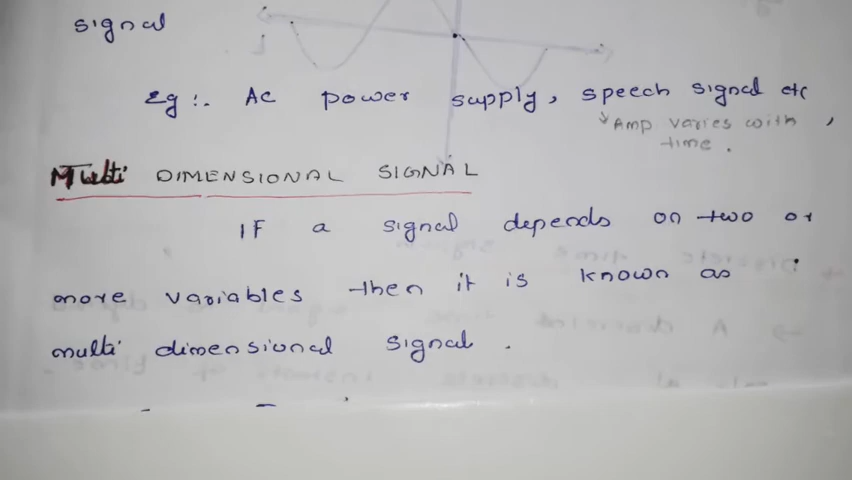 signal
Eg :. AC power supply, speech signal etc
Amp varies with ,
time .
Multi DIMENSIONAL SIGNAL
IF a signal depends on two or
more variables then it is known as
multi dimensional signal .